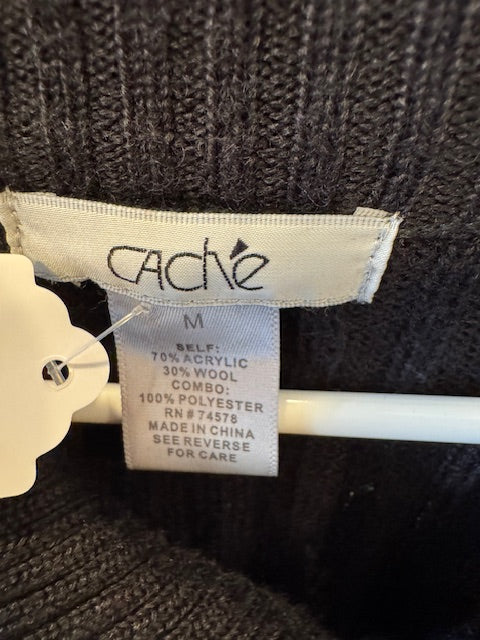 Caché
M
SELF:
70% ACRYLIC
30% WOOL
COMBO:
100% POLYESTER
RN # 74578
MADE IN CHINA
SEE REVERSE
FOR CARE